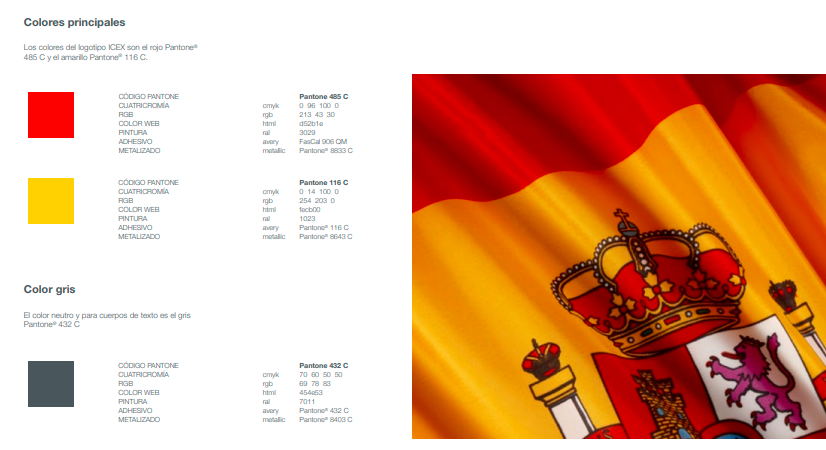 Colores principales
Los colores del logotipo ICEX son el rojo Pantone®
485 C y el amarillo Pantone® 116 C.
CÓDIGO PANTONE Pantone 485 C
CUATRICROMÍA cmyk 0 96 100 0
RGB rgb 213 43 30
COLOR WEB html d52b1e
PINTURA ral 3029
ADHESIVO avery FasCal 906 QM
METALIZADO metallic Pantone® 8833 C
CÓDIGO PANTONE Pantone 116 C
CUATRICROMÍA cmyk 0 14 100 0
RGB rgb 254 203 0
COLOR WEB html fecb00
PINTURA ral 1023
ADHESIVO avery Pantone® 116 C
METALIZADO metallic Pantone® 8643 C
Color gris
El color neutro y para cuerpos de texto es el gris
Pantone® 432 C
CÓDIGO PANTONE Pantone 432 C
CUATRICROMÍA cmyk 70 60 50 50
RGB rgb 69 78 83
COLOR WEB html 454e53
PINTURA ral 7011
ADHESIVO avery Pantone® 432 C
METALIZADO metallic Pantone® 8403 C